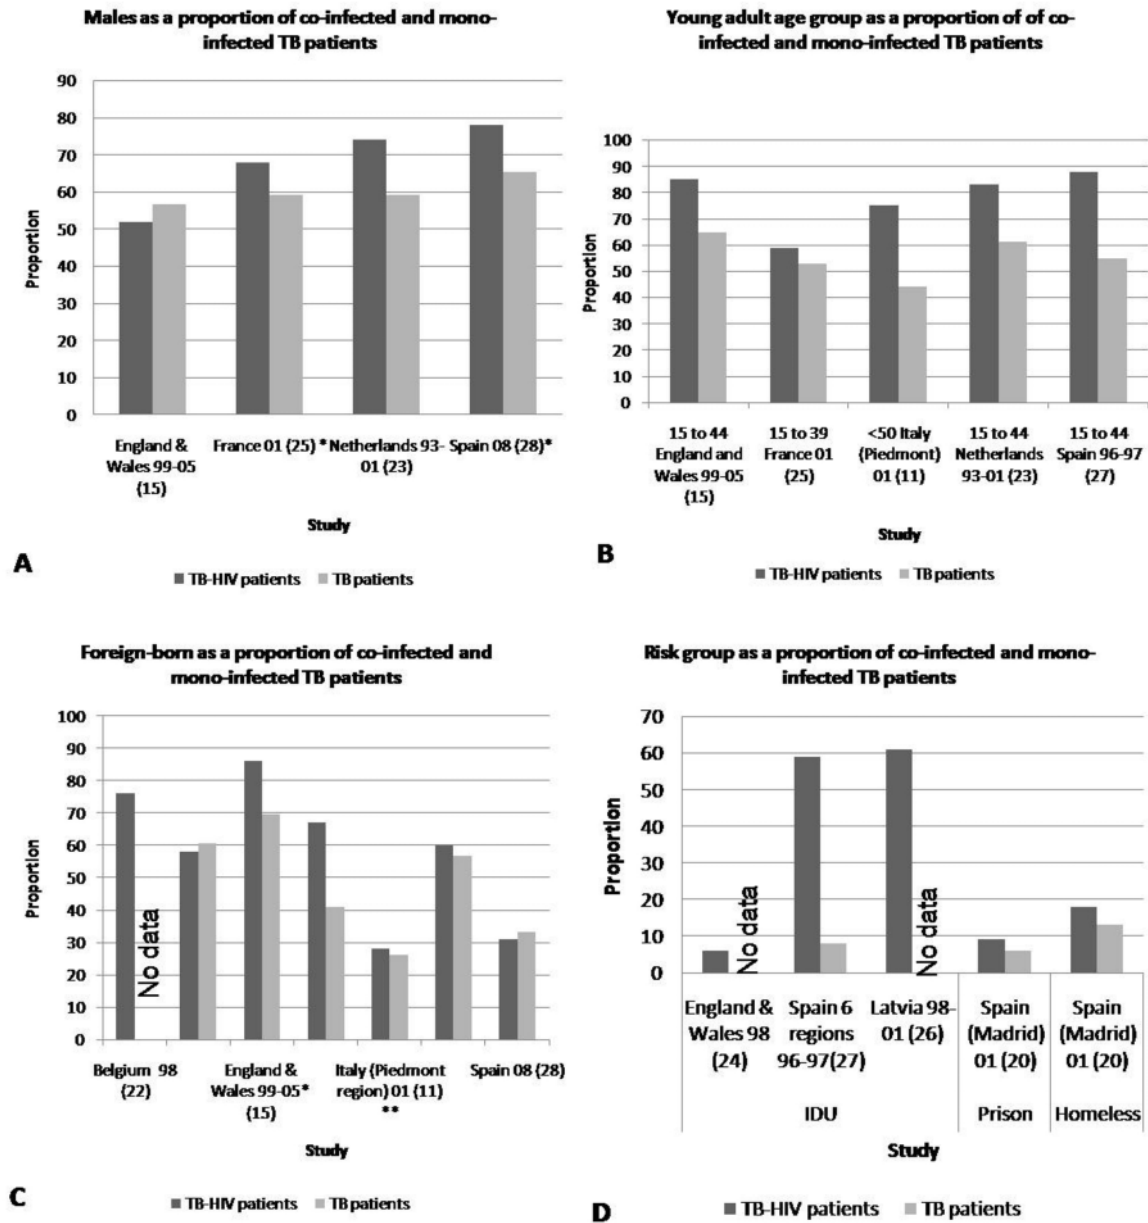 Males as a proportion of co-infected and mono-
infected TB patients
90
80
70
60
50
40
30
20
10
0
Proportion
England &
Wales 99-05
(15)
France 01 (25) *
Netherlands 93-
01 (23)
Spain 08 (28)*
Study
A
TB-HIV patients
TB patients
Young adult age group as a proportion of of co-
infected and mono-infected TB patients
100
90
80
70
60
50
40
30
20
10
0
Proportion
15 to 44
England and
Wales 99-05
(15)
15 to 39
France 01
(25)
<50 Italy
(Piedmont)
01 (11)
15 to 44
Netherlands
93-01 (23)
15 to 44
Spain 96-97
(27)
Study
B
TB-HIV patients
TB patients
Foreign-born as a proportion of co-infected and
mono-infected TB patients
100
90
80
70
60
50
40
30
20
10
0
Proportion
No data
Belgium 98
(22)
England &
Wales 99-05*
(15)
Italy (Piedmont
region) 01 (11)
**
Spain 08 (28)
Study
C
TB-HIV patients
TB patients
Risk group as a proportion of co-infected and mono-
infected TB patients
70
60
50
40
30
20
10
0
Proportion
No data
No data
England &
Wales 98
(24)
Spain 6
regions
96-97(27)
Latvia 98-
01 (26)
Spain
(Madrid)
01 (20)
Spain
(Madrid)
01 (20)
IDU
Prison
Homeless
Study
D
TB-HIV patients
TB patients